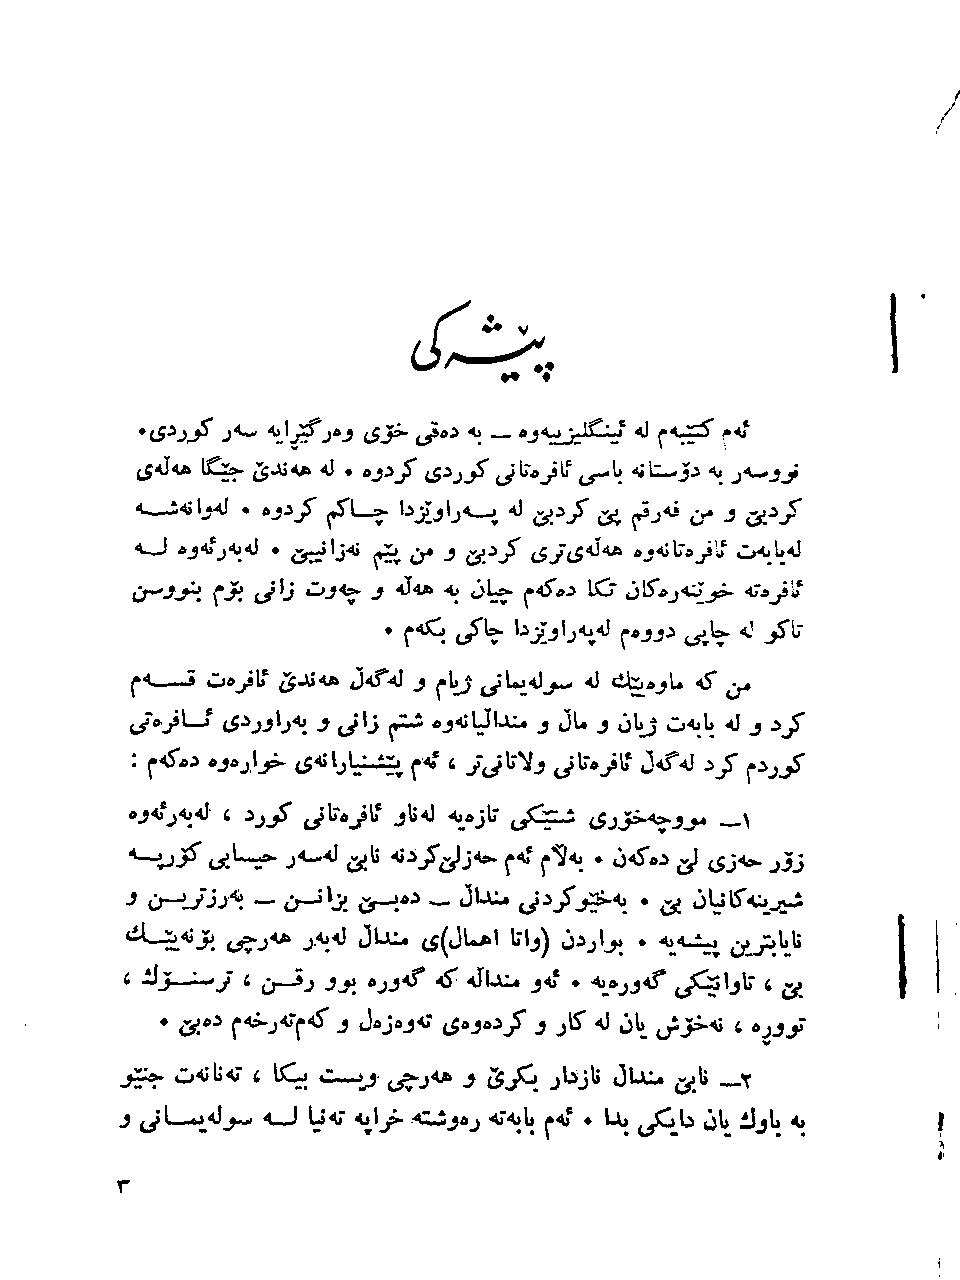 پێشەکی
ئەم کتێبەم لە ئینگلیزییەوە — بە دەقی خۆی وەرگێڕایە سەر کوردی.
نووسەر بە دۆستانە باسی ئافرەتانی کوردی کردوە. لە هەندێ جێگا هەڵەی
کردبێ و من فەرقم پێ کردبێ لە پەراوێزدا چاکم کردوە. لەوانەشە
لەبابەت ئافرەتانەوە هەڵەی‌تری کردبێ و من پێم نەزانیبێ. لەبەرئەوە لە
ئافرەتە خوێنەرەکان تکا دەکەم چیان بە هەڵە و چەوت زانی بۆم بنووسن
تاکو لە چاپی دووەم لەپەراوێزدا چاکی بکەم.
من کە ماوەیێك لە سولەیمانی ژیام و لەگەڵ هەندێ ئافرەت قسەم
کرد و لە بابەت ژیان و ماڵ و منداڵیانەوە شتم زانی و بەراوردی ئافرەتی
کوردم کرد لەگەڵ ئافرەتانی ولاتانی‌تر ، ئەم پێشنیارانەی خوارەوە دەکەم :
١— مووچەخۆری شتێکی تازەیە لەناو ئافرەتانی کورد ، لەبەرئەوە
زۆر حەزی لێ دەکەن. بەڵام ئەم حەزلێ‌کردنە نابێ لەسەر حیسابی کۆرپە
شیرینەکانیان بێ. بەخێوکردنی منداڵ — دەبێ بزانن — بەرزترین و
نایابترین پیشەیە. بواردن (واتا اهمال)ی منداڵ لەبەر هەرچی بۆنەیێك
بێ ، تاوانێکی گەورەیە. ئەو منداڵە کە گەورە بوو رقن ، ترسنۆك ،
توورە ، نەخۆش یان لە کار و کردەوەی تەوەزەل و کەم‌تەرخەم دەبێ.
٢— نابێ منداڵ نازدار بکرێ و هەرچی ویست بیکا ، تەنانەت جنێو
بە باوك یان دایکی بدا. ئەم بابەتە رەوشتە خراپە تەنیا لە سولەیمانی و
٣